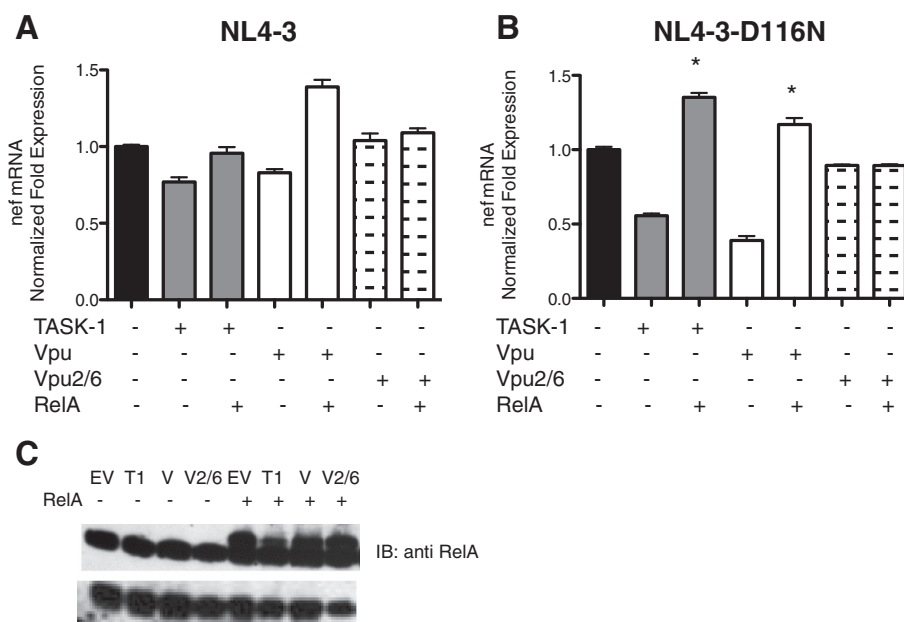 A
NL4-3
nef mRNA
Normalized Fold Expression
1.5
1.0
0.5
0.0
TASK-1 - + + - - - -
Vpu - - - + + - -
Vpu2/6 - - - - - + +
RelA - - + - + - +
B
NL4-3-D116N
nef mRNA
Normalized Fold Expression
1.5
1.0
0.5
0.0
* *
TASK-1 - + + - - - -
Vpu - - - + + - -
Vpu2/6 - - - - - + +
RelA - - + - + - +
C
EV T1 V V2/6 EV T1 V V2/6
RelA - - - - + + + +
IB: anti RelA